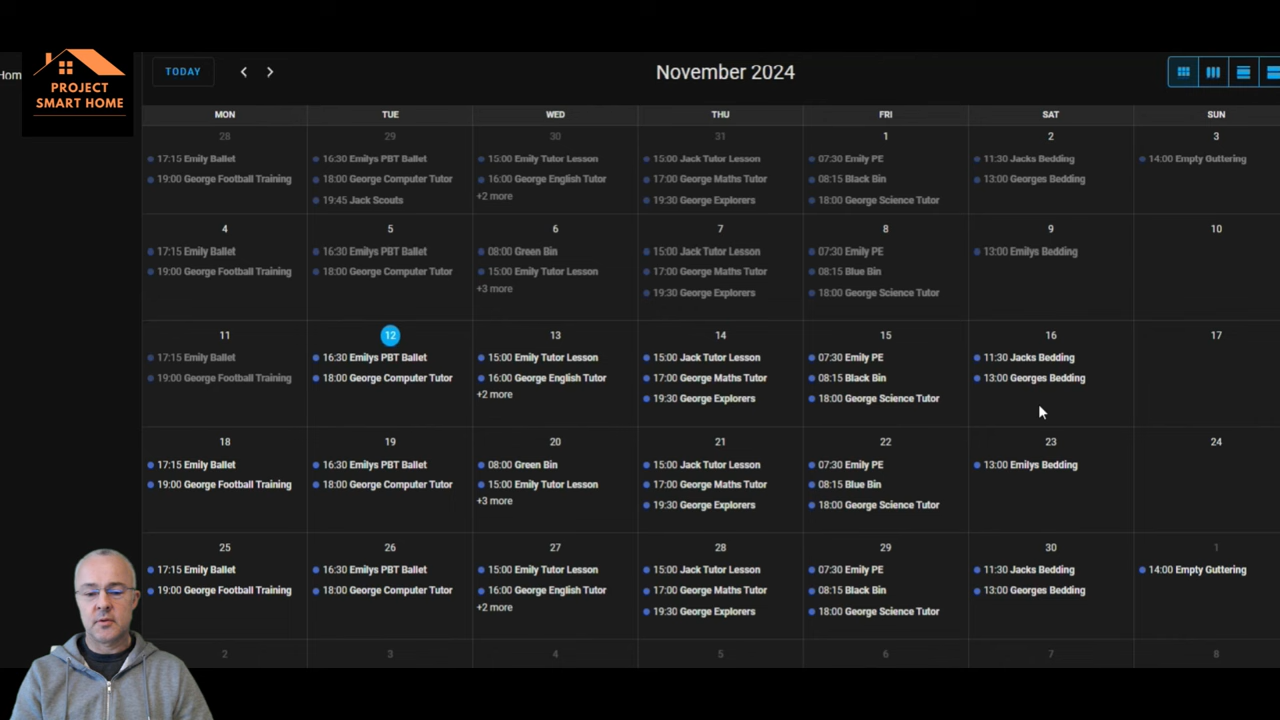 Hom
PROJECT
SMART HOME
TODAY
November 2024
MON TUE WED THU FRI SAT SUN
28 29 30 31 1 2 3
17:15 Emily Ballet 16:30 Emilys PBT Ballet 15:00 Emily Tutor Lesson 15:00 Jack Tutor Lesson 07:30 Emily PE 11:30 Jacks Bedding 14:00 Empty Guttering
19:00 George Football Training 18:00 George Computer Tutor 16:00 George English Tutor 17:00 George Maths Tutor 08:15 Black Bin 13:00 Georges Bedding
19:45 Jack Scouts +2 more 19:30 George Explorers 18:00 George Science Tutor
4 5 6 7 8 9 10
17:15 Emily Ballet 16:30 Emilys PBT Ballet 08:00 Green Bin 15:00 Jack Tutor Lesson 07:30 Emily PE 13:00 Emilys Bedding
19:00 George Football Training 18:00 George Computer Tutor 15:00 Emily Tutor Lesson 17:00 George Maths Tutor 08:15 Blue Bin
+3 more 19:30 George Explorers 18:00 George Science Tutor
11 12 13 14 15 16 17
17:15 Emily Ballet 16:30 Emilys PBT Ballet 15:00 Emily Tutor Lesson 15:00 Jack Tutor Lesson 07:30 Emily PE 11:30 Jacks Bedding
19:00 George Football Training 18:00 George Computer Tutor 16:00 George English Tutor 17:00 George Maths Tutor 08:15 Black Bin 13:00 Georges Bedding
+2 more 19:30 George Explorers 18:00 George Science Tutor
18 19 20 21 22 23 24
17:15 Emily Ballet 16:30 Emilys PBT Ballet 08:00 Green Bin 15:00 Jack Tutor Lesson 07:30 Emily PE 13:00 Emilys Bedding
19:00 George Football Training 18:00 George Computer Tutor 15:00 Emily Tutor Lesson 17:00 George Maths Tutor 08:15 Blue Bin
+3 more 19:30 George Explorers 18:00 George Science Tutor
25 26 27 28 29 30 1
17:15 Emily Ballet 16:30 Emilys PBT Ballet 15:00 Emily Tutor Lesson 15:00 Jack Tutor Lesson 07:30 Emily PE 11:30 Jacks Bedding 14:00 Empty Guttering
19:00 George Football Training 18:00 George Computer Tutor 16:00 George English Tutor 17:00 George Maths Tutor 08:15 Black Bin 13:00 Georges Bedding
+2 more 19:30 George Explorers 18:00 George Science Tutor
2 3 4 5 6 7 8